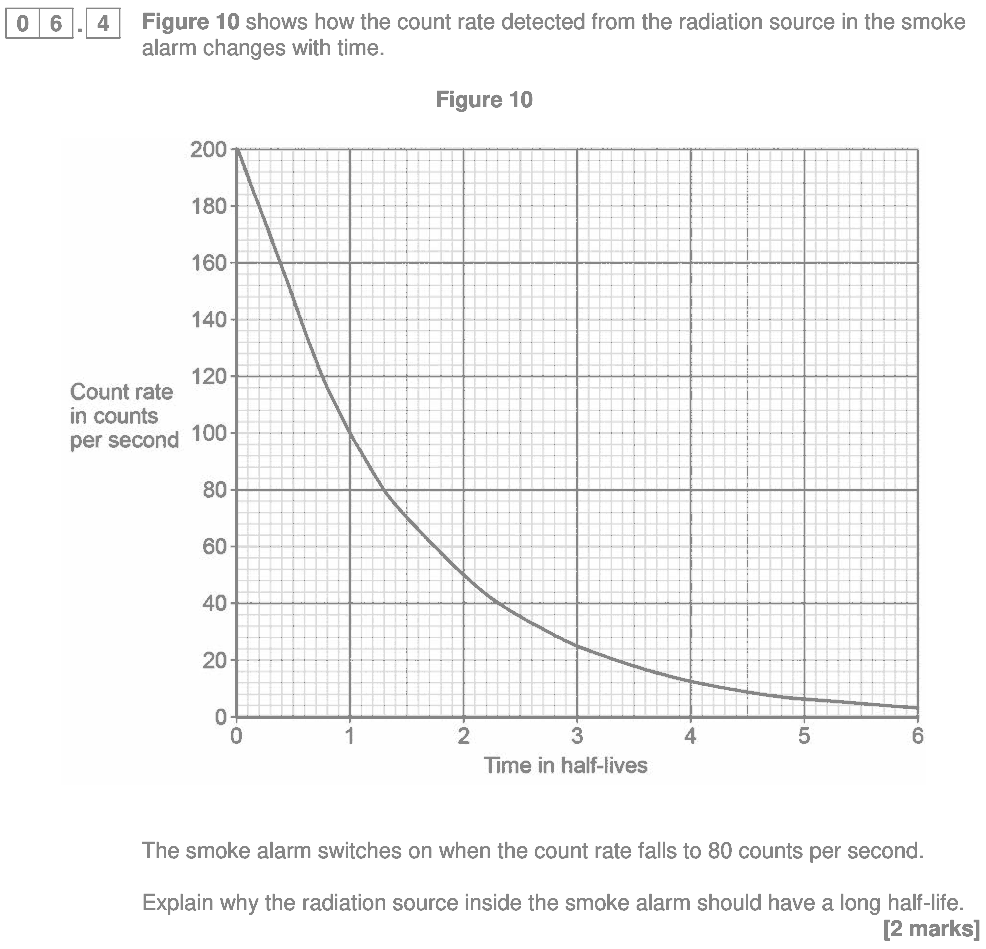 0 6 . 4 Figure 10 shows how the count rate detected from the radiation source in the smoke
alarm changes with time.
Figure 10
200
180
160
140
120
100
80
60
40
20
0
Count rate
in counts
per second
0 1 2 3 4 5 6
Time in half-lives
The smoke alarm switches on when the count rate falls to 80 counts per second.
Explain why the radiation source inside the smoke alarm should have a long half-life.
[2 marks]